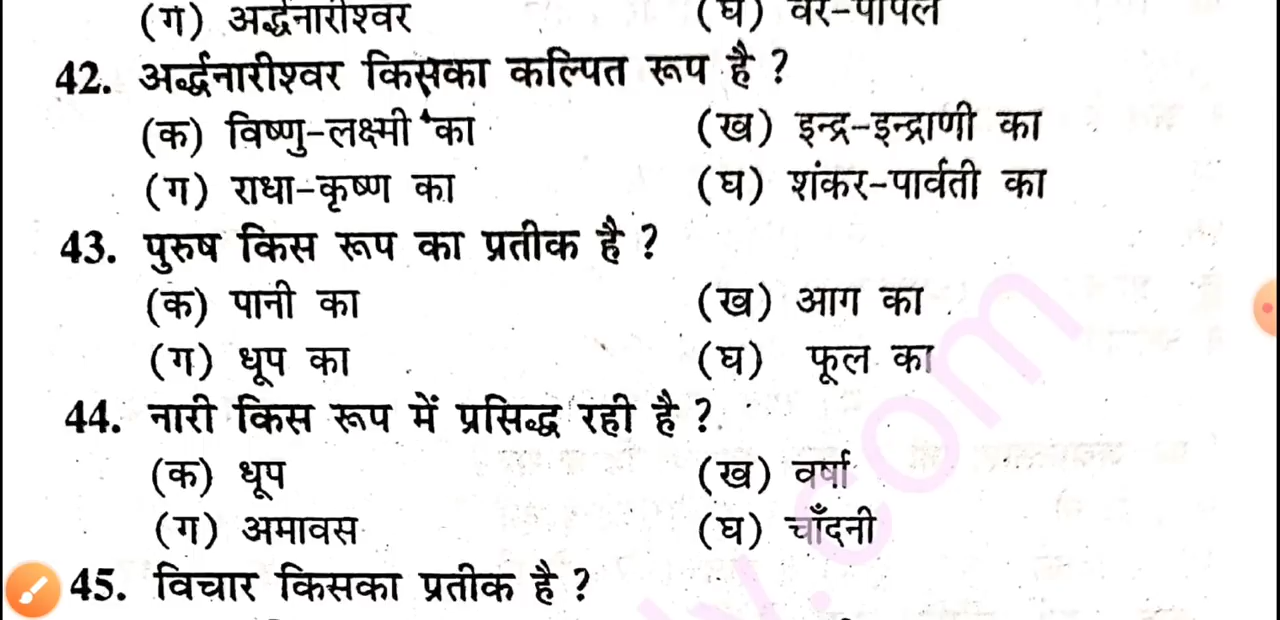 (ग) अर्द्धनारीश्वर (घ) वर-पीपल
42. अर्द्धनारीश्वर किसका कल्पित रूप है ?
(क) विष्णु-लक्ष्मी का (ख) इन्द्र-इन्द्राणी का
(ग) राधा-कृष्ण का (घ) शंकर-पार्वती का
43. पुरुष किस रूप का प्रतीक है ?
(क) पानी का (ख) आग का
(ग) धूप का (घ) फूल का
44. नारी किस रूप में प्रसिद्ध रही है ?
(क) धूप (ख) वर्षा
(ग) अमावस (घ) चाँदनी
45. विचार किसका प्रतीक है ?